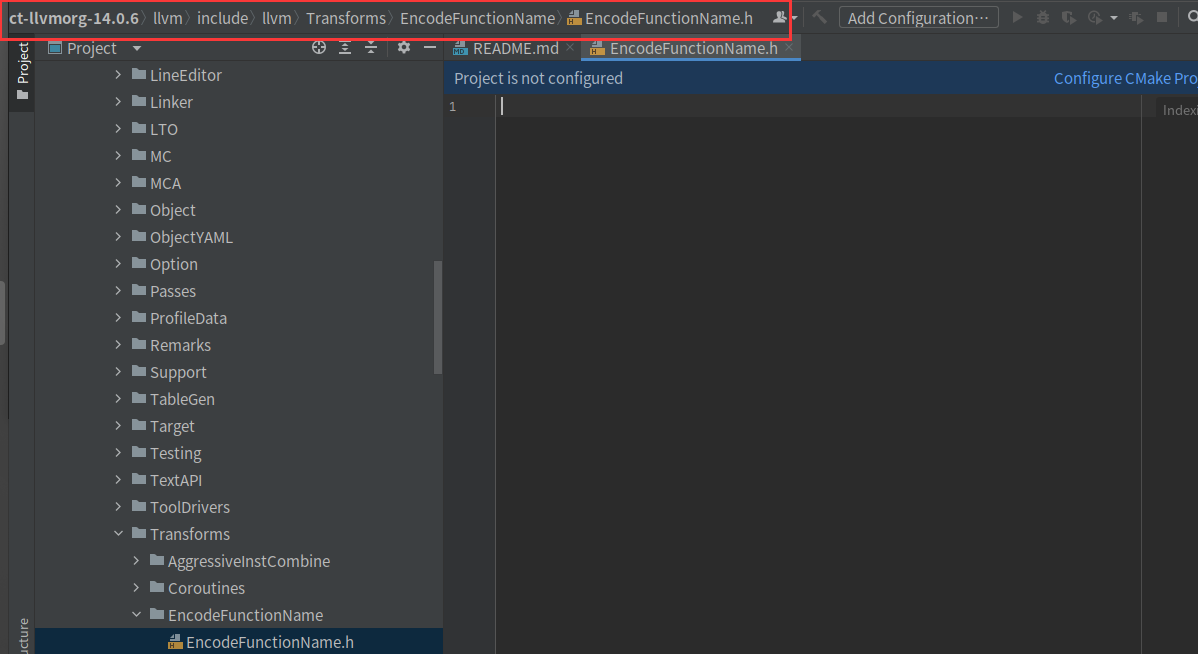 ct-llvmorg-14.0.6 〉 llvm 〉 include 〉 llvm 〉 Transforms 〉 EncodeFunctionName 〉 EncodeFunctionName.h
Add Configuration···
Project
Project
README.md
EncodeFunctionName.h
Project is not configured
Configure CMake Pro
1
Indexi
LineEditor
Linker
LTO
MC
MCA
Object
ObjectYAML
Option
Passes
ProfileData
Remarks
Support
TableGen
Target
Testing
TextAPI
ToolDrivers
Transforms
AggressiveInstCombine
Coroutines
EncodeFunctionName
EncodeFunctionName.h
ucture